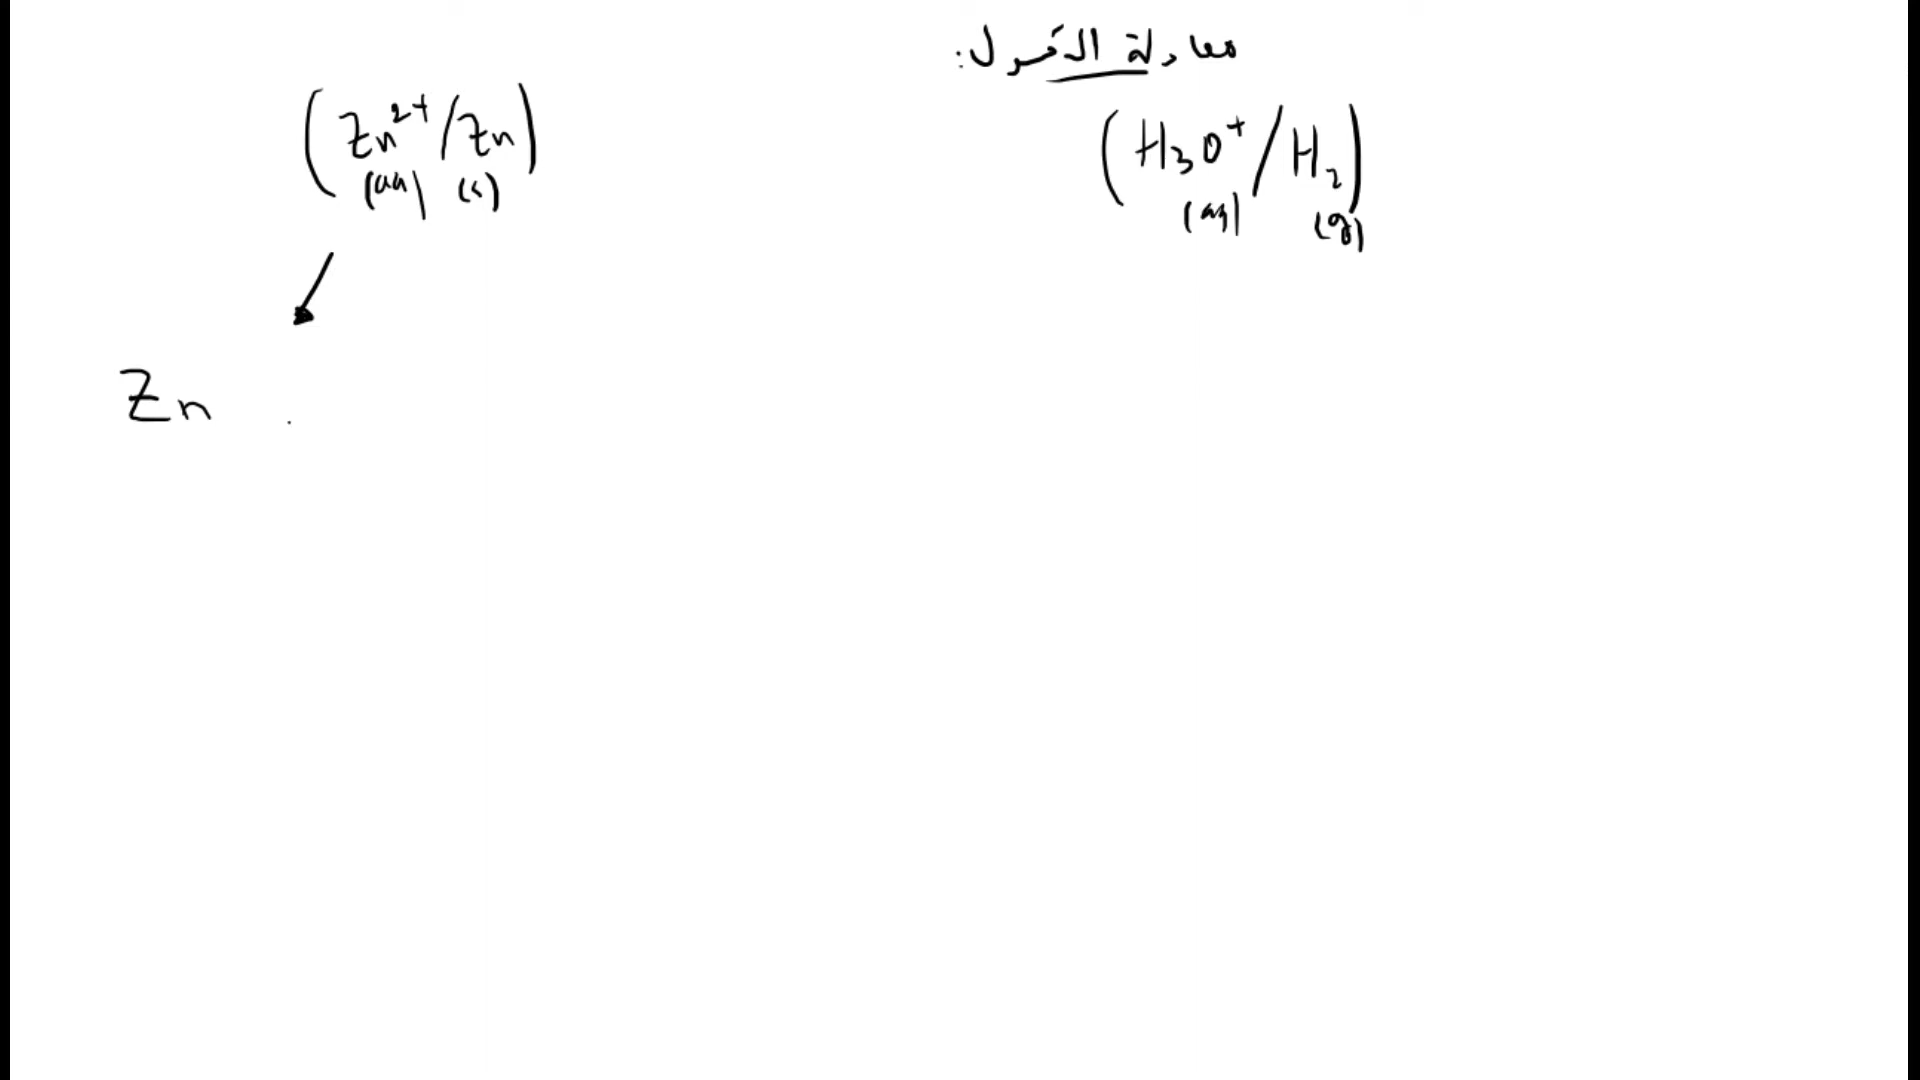 معادلة التحول:
(Zn²⁺/Zn)
(aq) (s)
(H₃O⁺/H₂)
(aq) (g)
Zn